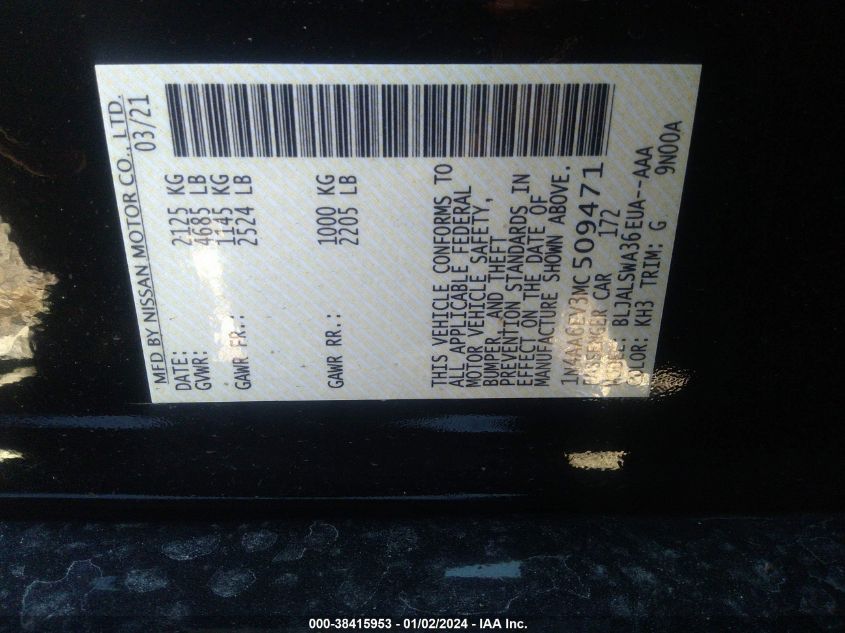 MFD BY NISSAN MOTOR CO., LTD.
DATE: 03/21
GVWR: 2125 KG
4685 LB
GAWR FR.: 1145 KG
2524 LB
GAWR RR.: 1000 KG
2205 LB
THIS VEHICLE CONFORMS TO
ALL APPLICABLE FEDERAL
MOTOR VEHICLE SAFETY,
BUMPER, AND THEFT
PREVENTION STANDARDS IN
EFFECT ON THE DATE OF
MANUFACTURE SHOWN ABOVE.
1N4AA6EV3MC509471
PASSENGER CAR 172
MODEL: BLJALSWA36EUA--AAA
COLOR: KH3 TRIM: G 9N00A
000-38415953 - 01/02/2024 - IAA Inc.